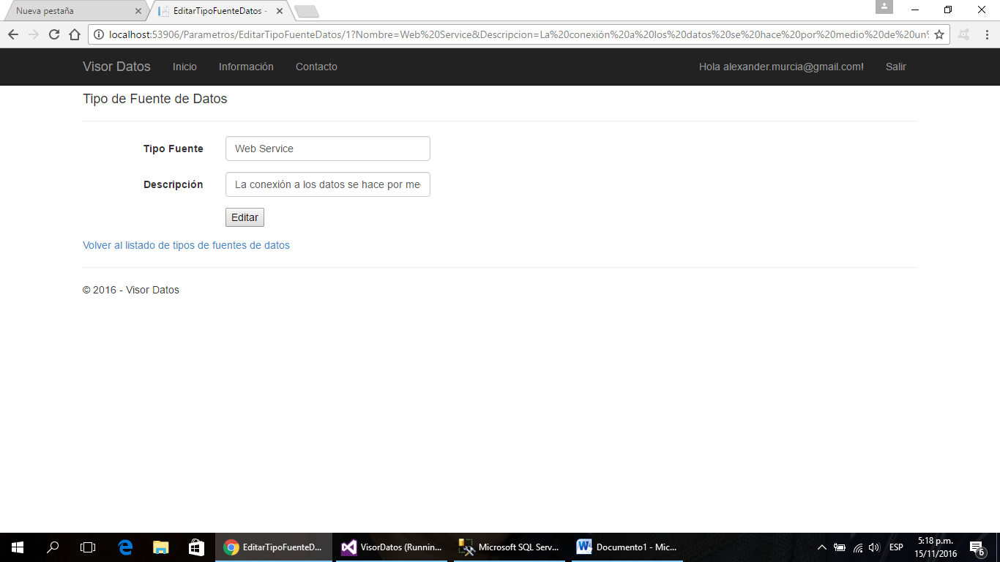 Nueva pestaña
EditarTipoFuenteDatos -
localhost:53906/Parametros/EditarTipoFuenteDatos/1?Nombre=Web%20Service&Descripcion=La%20conexión%20a%20los%20datos%20se%20hace%20por%20medio%20de%20un%
Visor Datos Inicio Información Contacto Hola alexander.murcia@gmail.com! Salir
Tipo de Fuente de Datos
Tipo Fuente Web Service
Descripción La conexión a los datos se hace por me
Editar
Volver al listado de tipos de fuentes de datos
© 2016 - Visor Datos
EditarTipoFuenteD... VisorDatos (Runnin... Microsoft SQL Serv... Documento1 - Mic... ESP
5:18 p.m.
15/11/2016
6